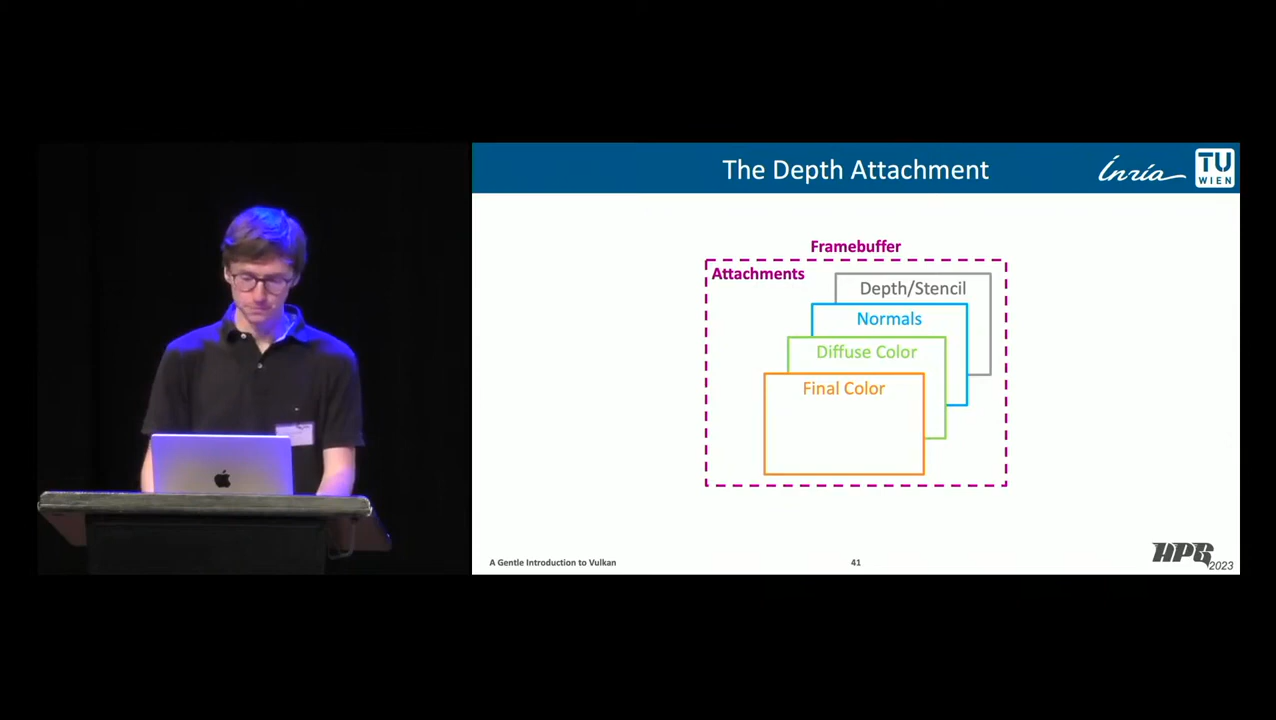 The Depth Attachment
Inria
TU
WIEN
Framebuffer
Attachments
Depth/Stencil
Normals
Diffuse Color
Final Color
A Gentle Introduction to Vulkan
41
HPG
2023